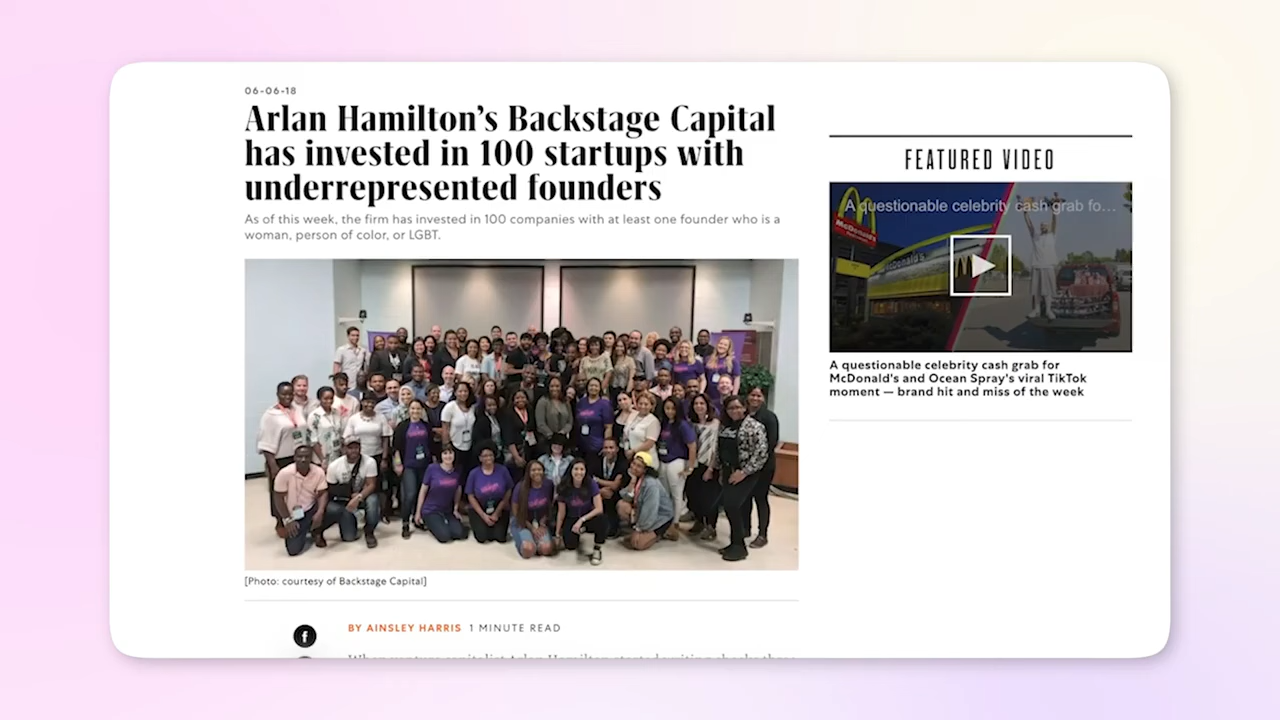 06-06-18
Arlan Hamilton’s Backstage Capital
has invested in 100 startups with
underrepresented founders
As of this week, the firm has invested in 100 companies with at least one founder who is a
woman, person of color, or LGBT.
[Photo: courtesy of Backstage Capital]
f
BY AINSLEY HARRIS 1 MINUTE READ
FEATURED VIDEO
A questionable celebrity cash grab fo…
McDonald's
McDonald's
A questionable celebrity cash grab for
McDonald's and Ocean Spray's viral TikTok
moment — brand hit and miss of the week